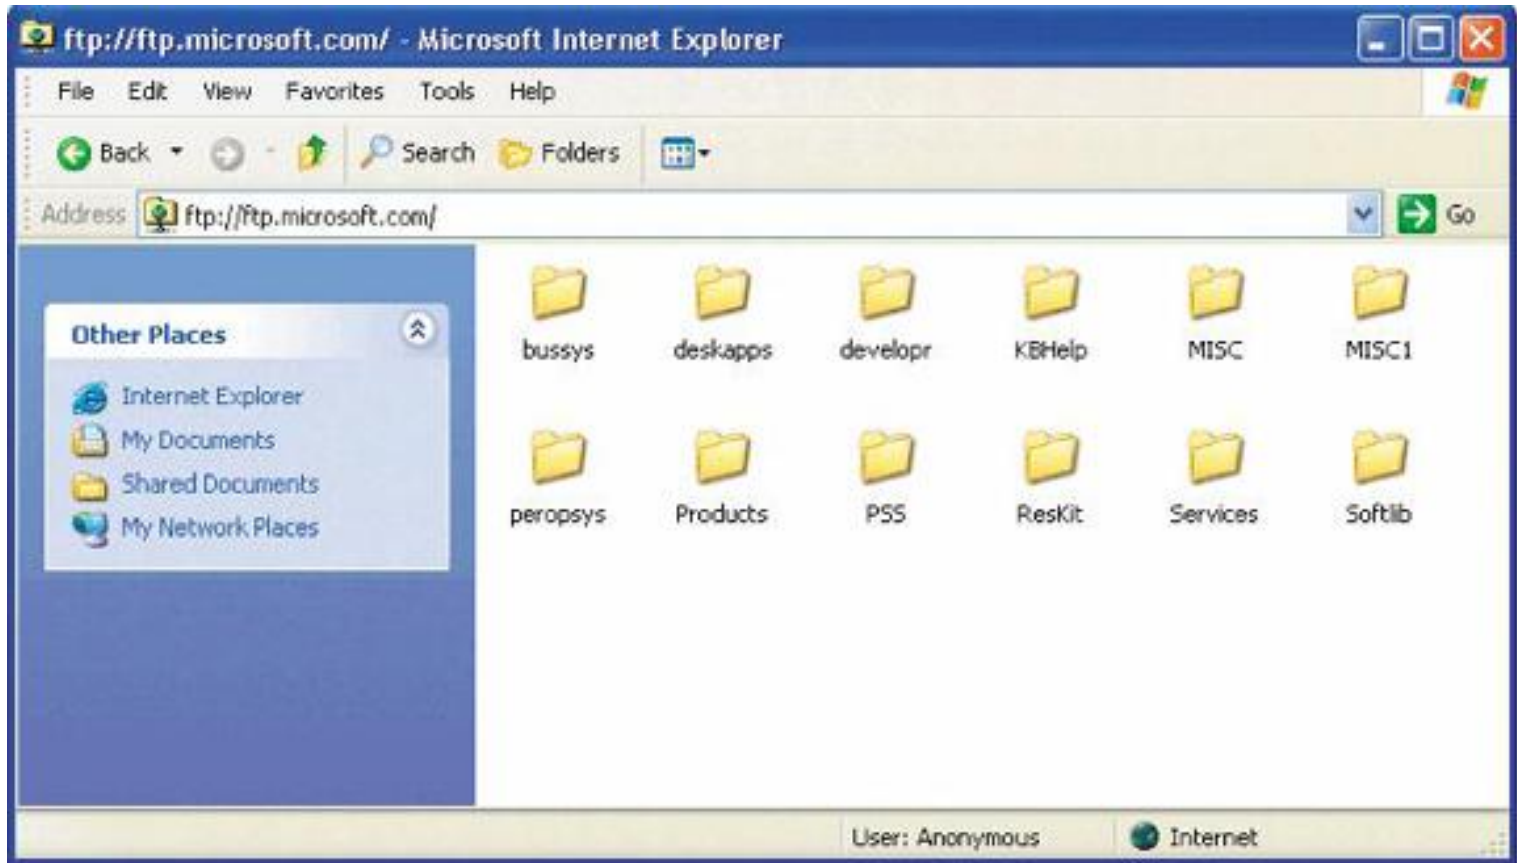 ftp://ftp.microsoft.com/ - Microsoft Internet Explorer
File Edit View Favorites Tools Help
Back Search Folders
Address ftp://ftp.microsoft.com/ Go
Other Places
Internet Explorer
My Documents
Shared Documents
My Network Places
bussys deskapps developr KBHelp MISC MISC1
peropsys Products PSS ResKit Services Softlib
User: Anonymous Internet